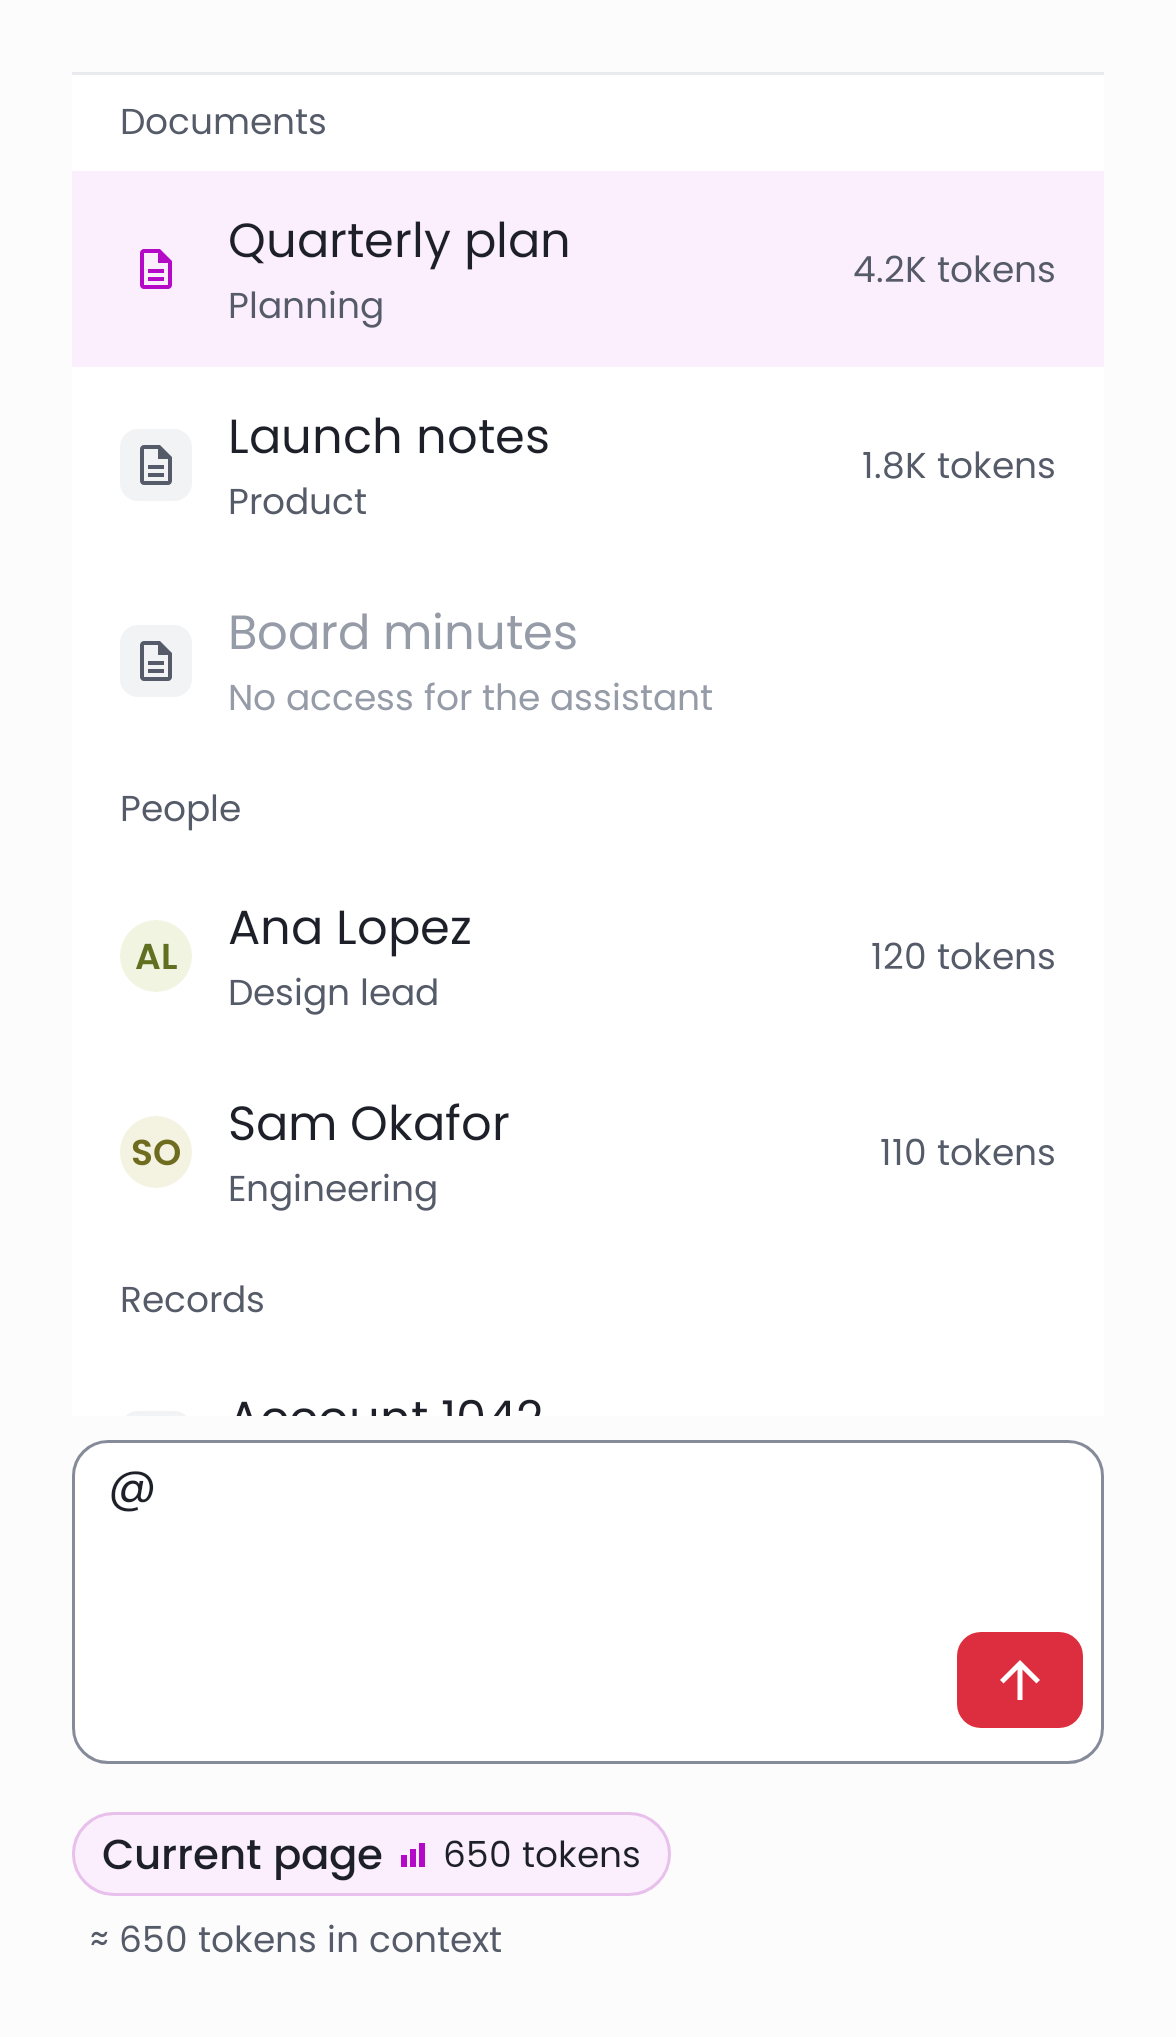 Documents
Quarterly plan
Planning
4.2K tokens
Launch notes
Product
1.8K tokens
Board minutes
No access for the assistant
People
AL
Ana Lopez
Design lead
120 tokens
SO
Sam Okafor
Engineering
110 tokens
Records
Account 1042
@
Current page 650 tokens
≈ 650 tokens in context